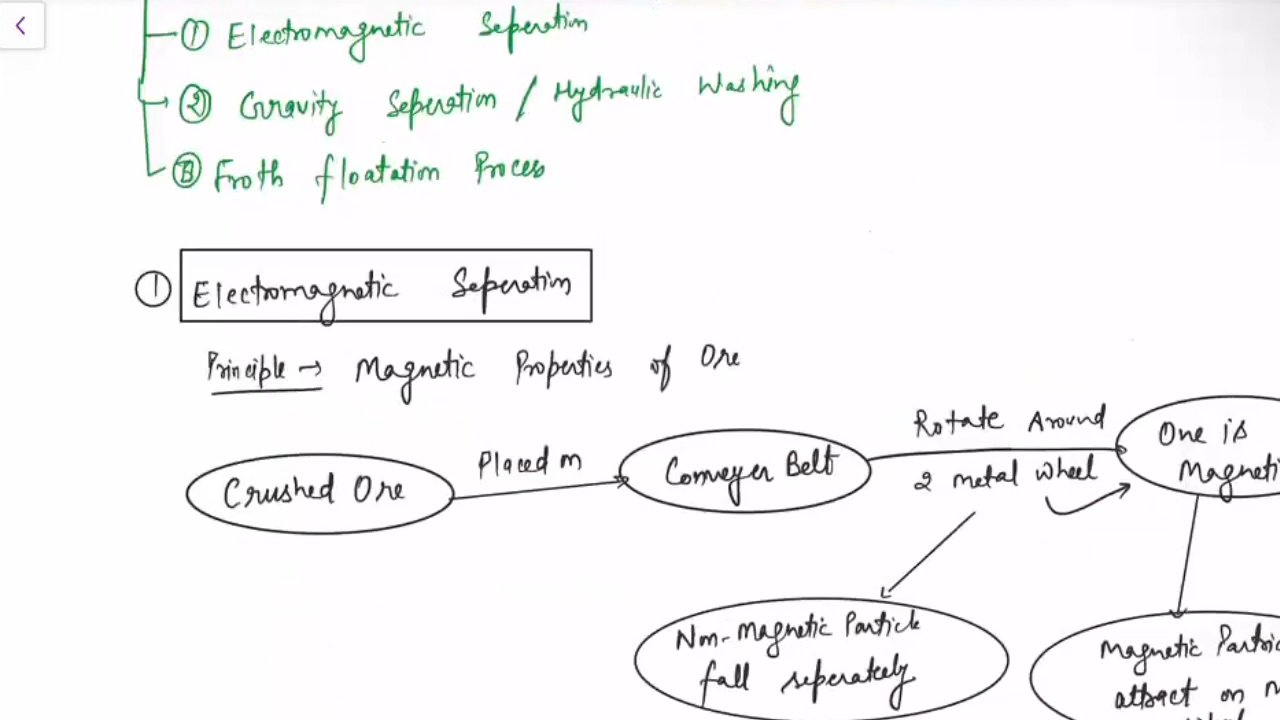 ① Electromagnetic Seperation
② Gravity Seperation / Hydraulic Washing
③ Froth floatation Process
① Electromagnetic Seperation
Principle → Magnetic Properties of Ore
Crushed Ore
Placed on
Conveyer Belt
Rotate Around
2 metal wheel
One is
Magneti
Non-Magnetic Particle
fall seperately
Magnetic Partic
attract on